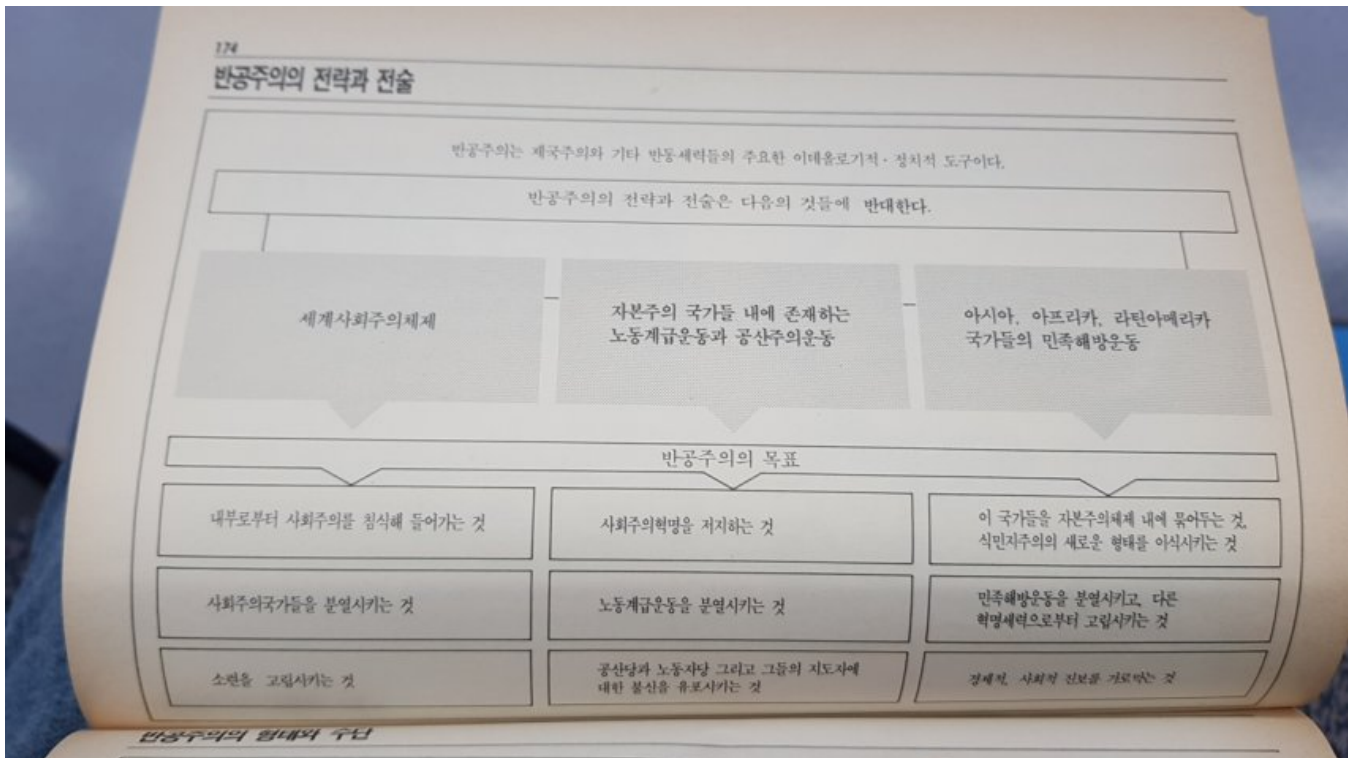 174
반공주의의 전략과 전술
반공주의는 제국주의와 기타 반동세력들의 주요한 이데올로기적·정치적 도구이다.
반공주의의 전략과 전술은 다음의 것들에 반대한다.
세계사회주의체제
자본주의 국가들 내에 존재하는
노동계급운동과 공산주의운동
아시아, 아프리카, 라틴아메리카
국가들의 민족해방운동
반공주의의 목표
내부로부터 사회주의를 침식해 들어가는 것
사회주의혁명을 저지하는 것
이 국가들을 자본주의체제 내에 묶어두는 것,
식민지주의의 새로운 형태를 이식시키는 것
사회주의국가들을 분열시키는 것
노동계급운동을 분열시키는 것
민족해방운동을 분열시키고, 다른
혁명세력으로부터 고립시키는 것
소련을 고립시키는 것
공산당과 노동자당 그리고 그들의 지도자에
대한 불신을 유포시키는 것
경제적, 사회적 진보를 가로막는 것
반공주의의 형태와 수단